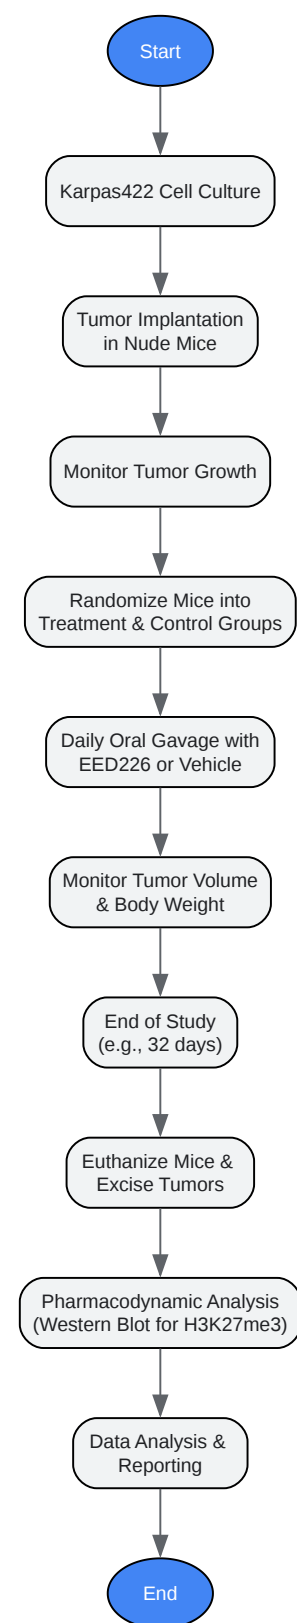 Start
Karpas422 Cell Culture
Tumor Implantation
in Nude Mice
Monitor Tumor Growth
Randomize Mice into
Treatment & Control Groups
Daily Oral Gavage with
EED226 or Vehicle
Monitor Tumor Volume
& Body Weight
End of Study
(e.g., 32 days)
Euthanize Mice &
Excise Tumors
Pharmacodynamic Analysis
(Western Blot for H3K27me3)
Data Analysis &
Reporting
End